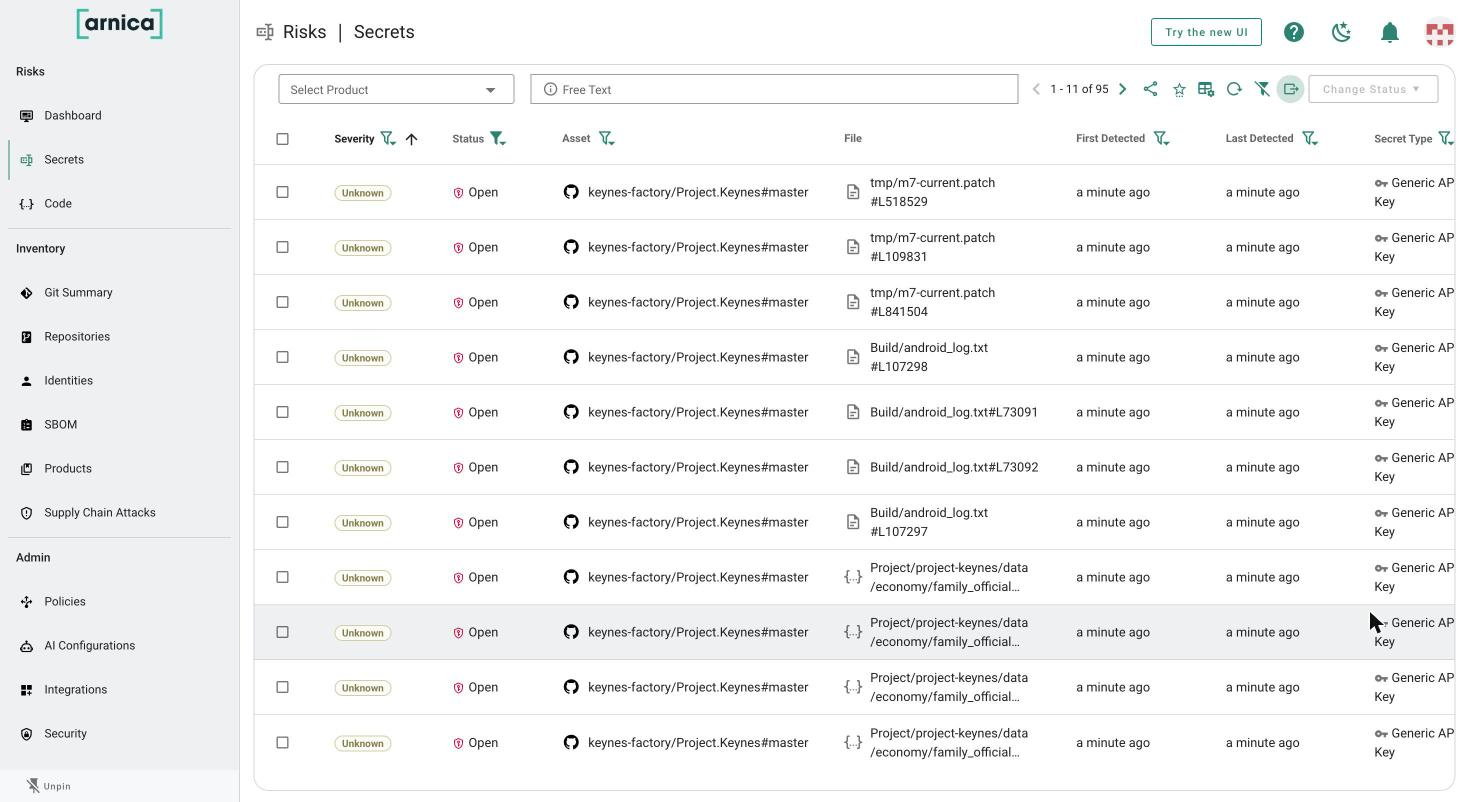 [arnica]
Risks
Dashboard
Secrets
Code
Inventory
Git Summary
Repositories
Identities
SBOM
Products
Supply Chain Attacks
Admin
Policies
AI Configurations
Integrations
Security
Unpin
Risks | Secrets
Try the new UI
Select Product
Free Text
1 - 11 of 95
Change Status
Severity Status Asset File First Detected Last Detected Secret Type
Unknown Open keynes-factory/Project.Keynes#master tmp/m7-current.patch a minute ago a minute ago Generic AP
#L518529 Key
Unknown Open keynes-factory/Project.Keynes#master tmp/m7-current.patch a minute ago a minute ago Generic AP
#L109831 Key
Unknown Open keynes-factory/Project.Keynes#master tmp/m7-current.patch a minute ago a minute ago Generic AP
#L841504 Key
Unknown Open keynes-factory/Project.Keynes#master Build/android_log.txt a minute ago a minute ago Generic AP
#L107298 Key
Unknown Open keynes-factory/Project.Keynes#master Build/android_log.txt#L73091 a minute ago a minute ago Generic AP
Key
Unknown Open keynes-factory/Project.Keynes#master Build/android_log.txt#L73092 a minute ago a minute ago Generic AP
Key
Unknown Open keynes-factory/Project.Keynes#master Build/android_log.txt a minute ago a minute ago Generic AP
#L107297 Key
Unknown Open keynes-factory/Project.Keynes#master Project/project-keynes/data a minute ago a minute ago Generic AP
/economy/family_official... Key
Unknown Open keynes-factory/Project.Keynes#master Project/project-keynes/data a minute ago a minute ago Generic AP
/economy/family_official... Key
Unknown Open keynes-factory/Project.Keynes#master Project/project-keynes/data a minute ago a minute ago Generic AP
/economy/family_official... Key
Unknown Open keynes-factory/Project.Keynes#master Project/project-keynes/data a minute ago a minute ago Generic AP
/economy/family_official... Key